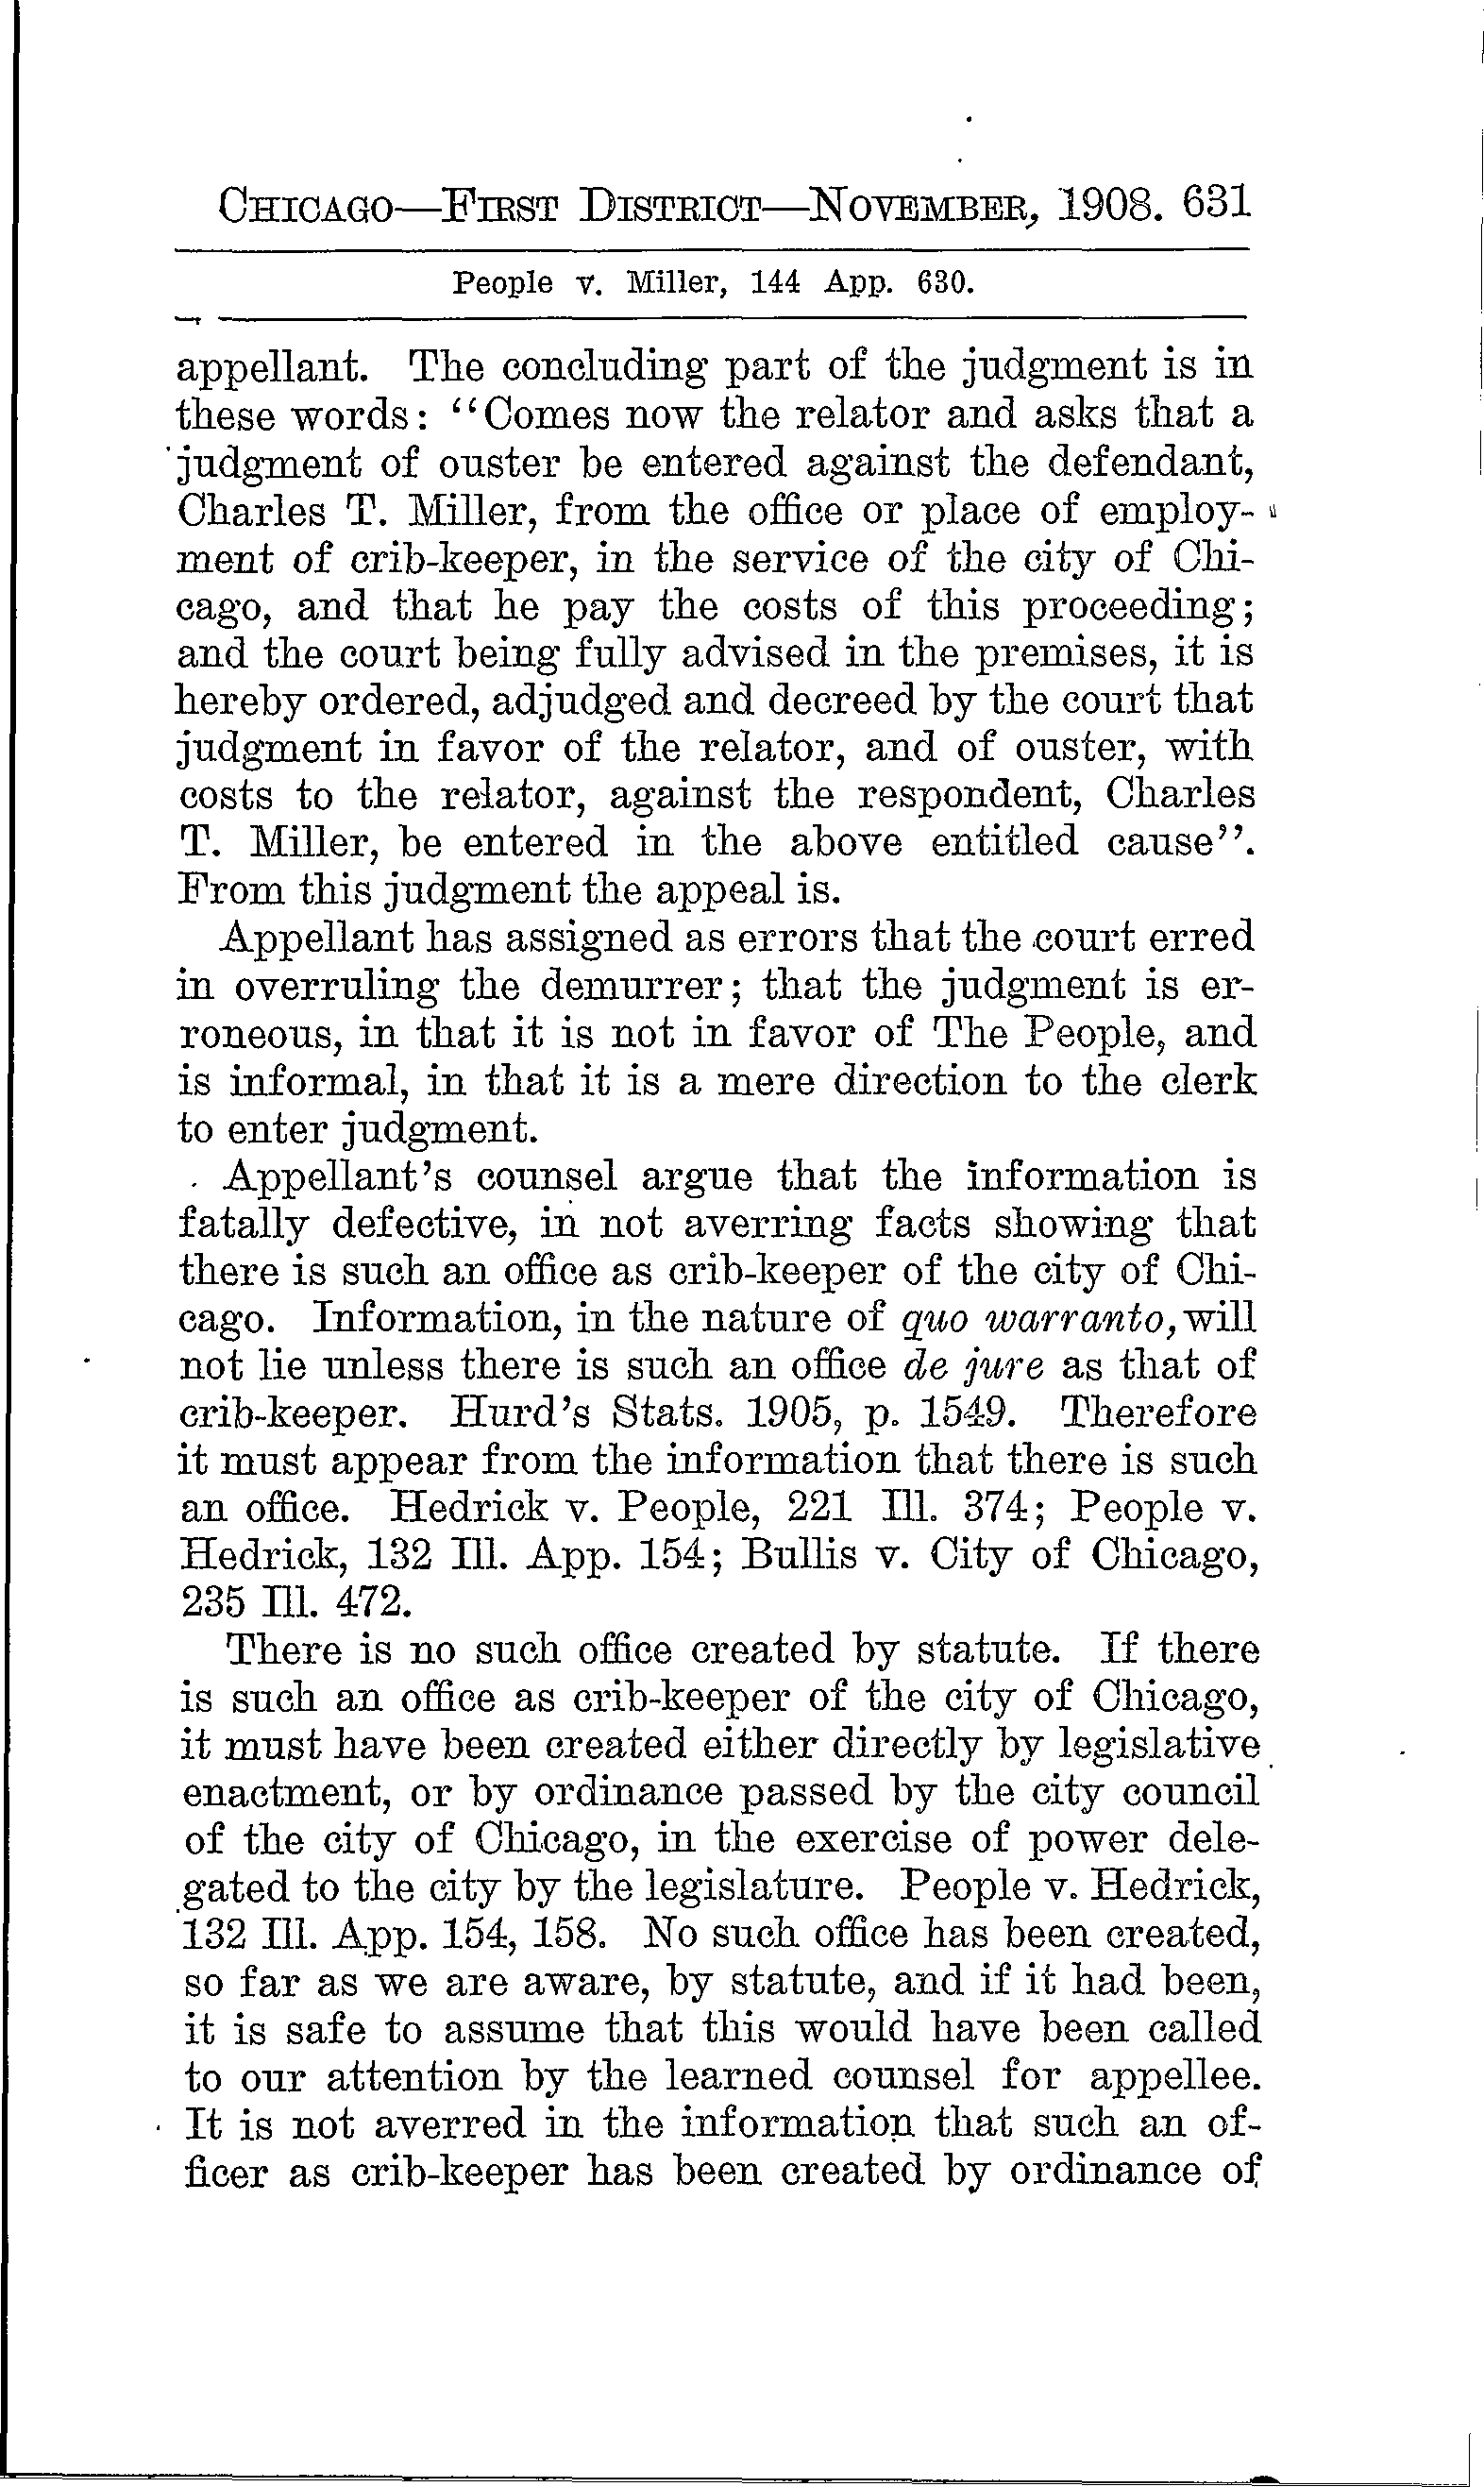 CHICAGO—FIRST DISTRICT—NOVEMBER, 1908. 631
People v. Miller, 144 App. 630.
appellant. The concluding part of the judgment is in
these words: "Comes now the relator and asks that a
judgment of ouster be entered against the defendant,
Charles T. Miller, from the office or place of employ-
ment of crib-keeper, in the service of the city of Chi-
cago, and that he pay the costs of this proceeding;
and the court being fully advised in the premises, it is
hereby ordered, adjudged and decreed by the court that
judgment in favor of the relator, and of ouster, with
costs to the relator, against the respondent, Charles
T. Miller, be entered in the above entitled cause".
From this judgment the appeal is.
Appellant has assigned as errors that the court erred
in overruling the demurrer; that the judgment is er-
roneous, in that it is not in favor of The People, and
is informal, in that it is a mere direction to the clerk
to enter judgment.
Appellant's counsel argue that the information is
fatally defective, in not averring facts showing that
there is such an office as crib-keeper of the city of Chi-
cago. Information, in the nature of quo warranto, will
not lie unless there is such an office de jure as that of
crib-keeper. Hurd's Stats. 1905, p. 1549. Therefore
it must appear from the information that there is such
an office. Hedrick v. People, 221 Ill. 374; People v.
Hedrick, 132 Ill. App. 154; Bullis v. City of Chicago,
235 Ill. 472.
There is no such office created by statute. If there
is such an office as crib-keeper of the city of Chicago,
it must have been created either directly by legislative
enactment, or by ordinance passed by the city council
of the city of Chicago, in the exercise of power dele-
gated to the city by the legislature. People v. Hedrick,
132 Ill. App. 154, 158. No such office has been created,
so far as we are aware, by statute, and if it had been,
it is safe to assume that this would have been called
to our attention by the learned counsel for appellee.
It is not averred in the information that such an of-
ficer as crib-keeper has been created by ordinance of